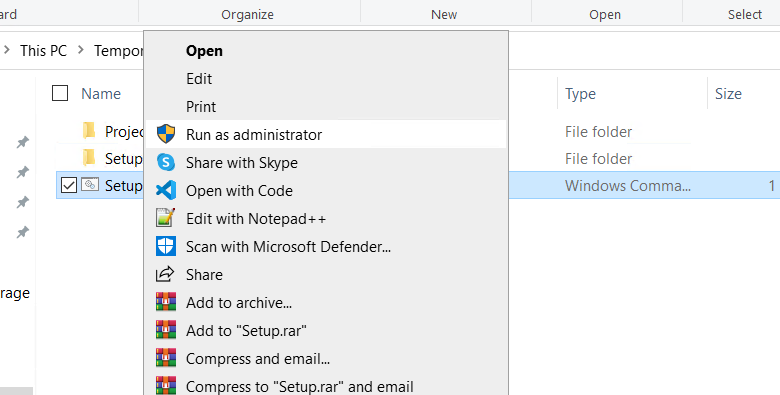 ard
Organize
New
Open
Select
This PC > Tempor
Name
Type
Size
Projec
File folder
Setup
File folder
Setup
Windows Comma...
1
rage
Open
Edit
Print
Run as administrator
Share with Skype
Open with Code
Edit with Notepad++
Scan with Microsoft Defender...
Share
Add to archive...
Add to "Setup.rar"
Compress and email...
Compress to "Setup.rar" and email